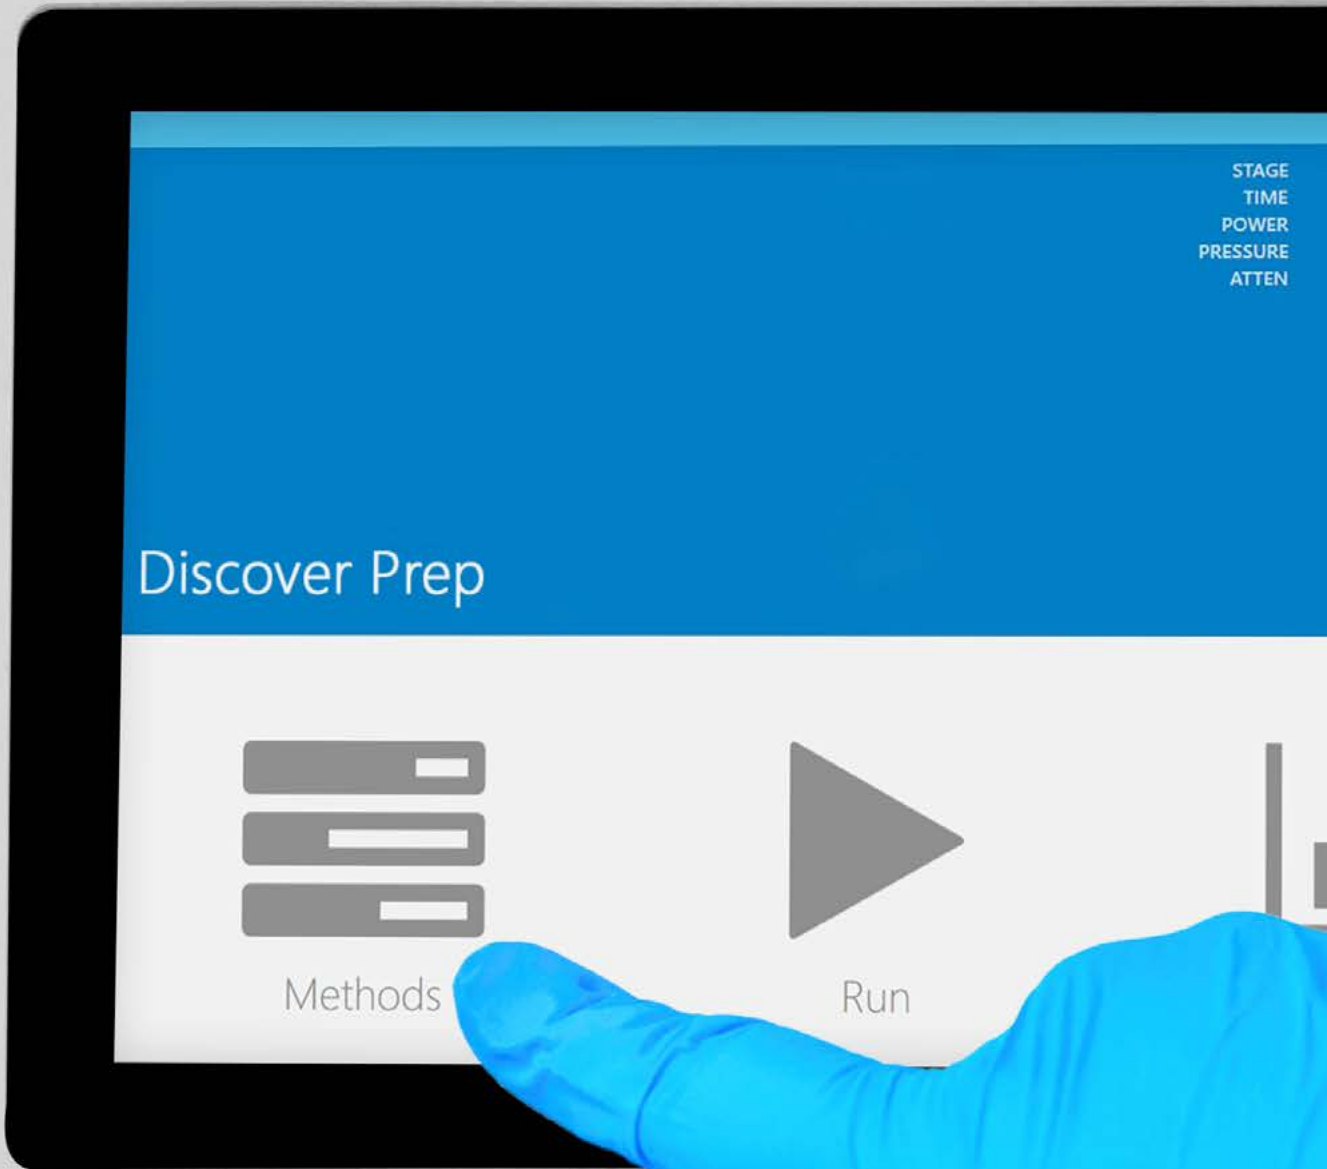 STAGE
TIME
POWER
PRESSURE
ATTEN
Discover Prep
Methods
Run